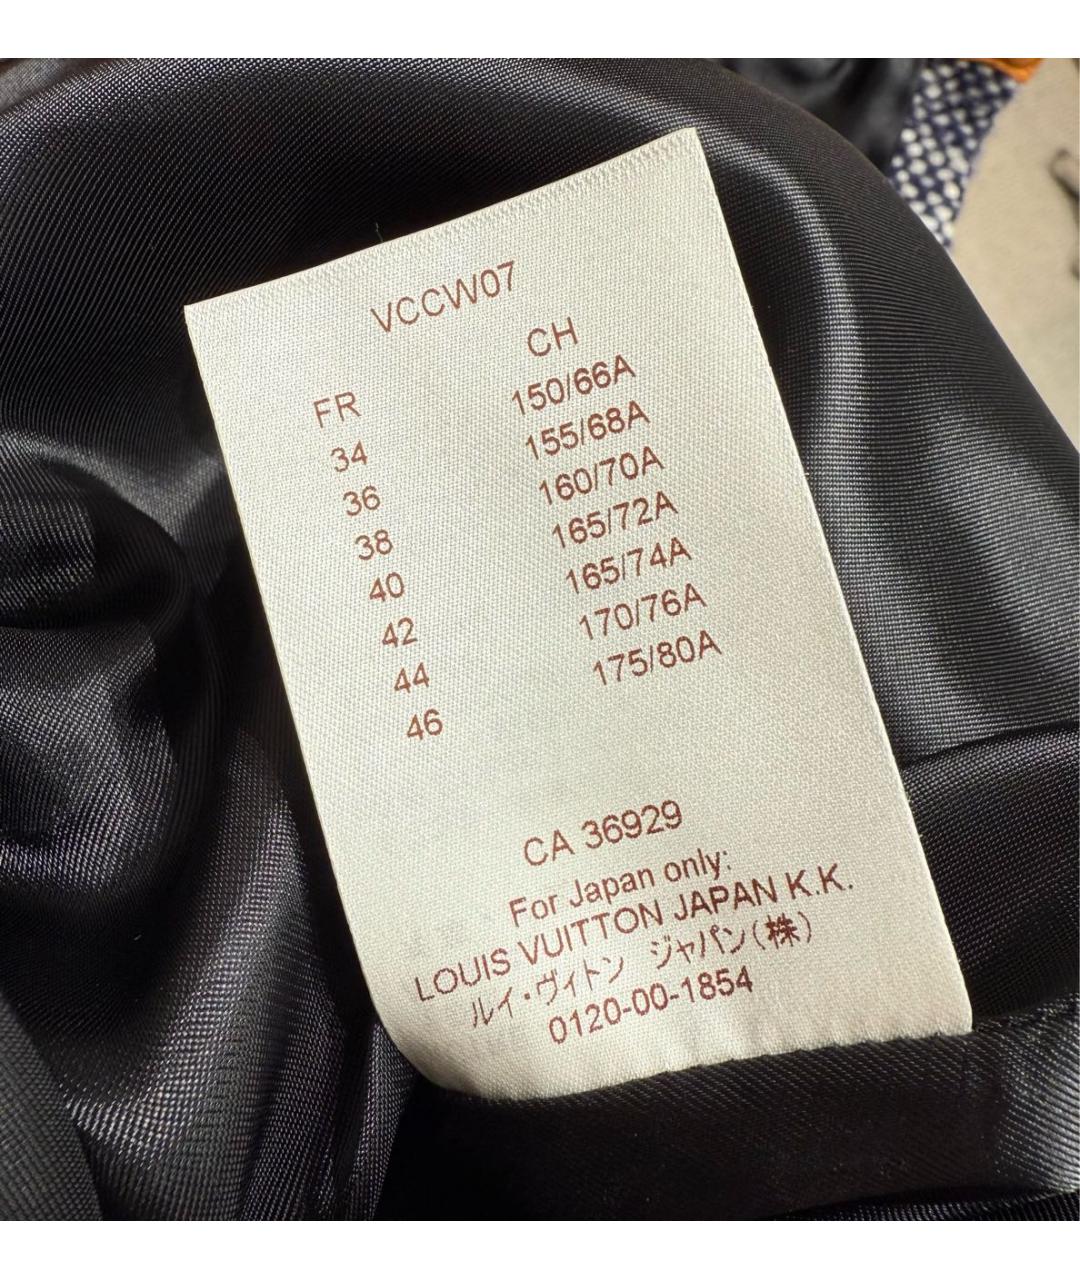 VCCW07
FR CH
34 150/66A
36 155/68A
38 160/70A
40 165/72A
42 165/74A
44 170/76A
46 175/80A
CA 36929
For Japan only:
LOUIS VUITTON JAPAN K.K.
ルイ・ヴィトン ジャパン(株)
0120-00-1854